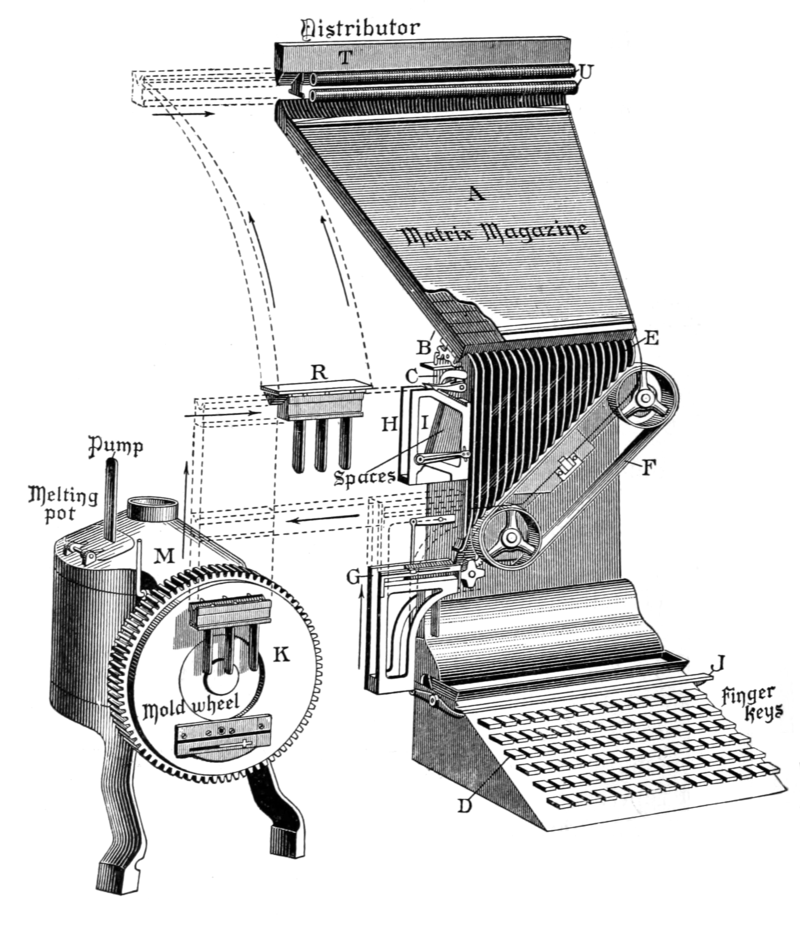 Distributor
T
U
A
Matrix Magazine
E
B
C
R
H
I
F
Spaces
Pump
Melting
pot
M
G
K
J
Mold wheel
Finger
keys
D